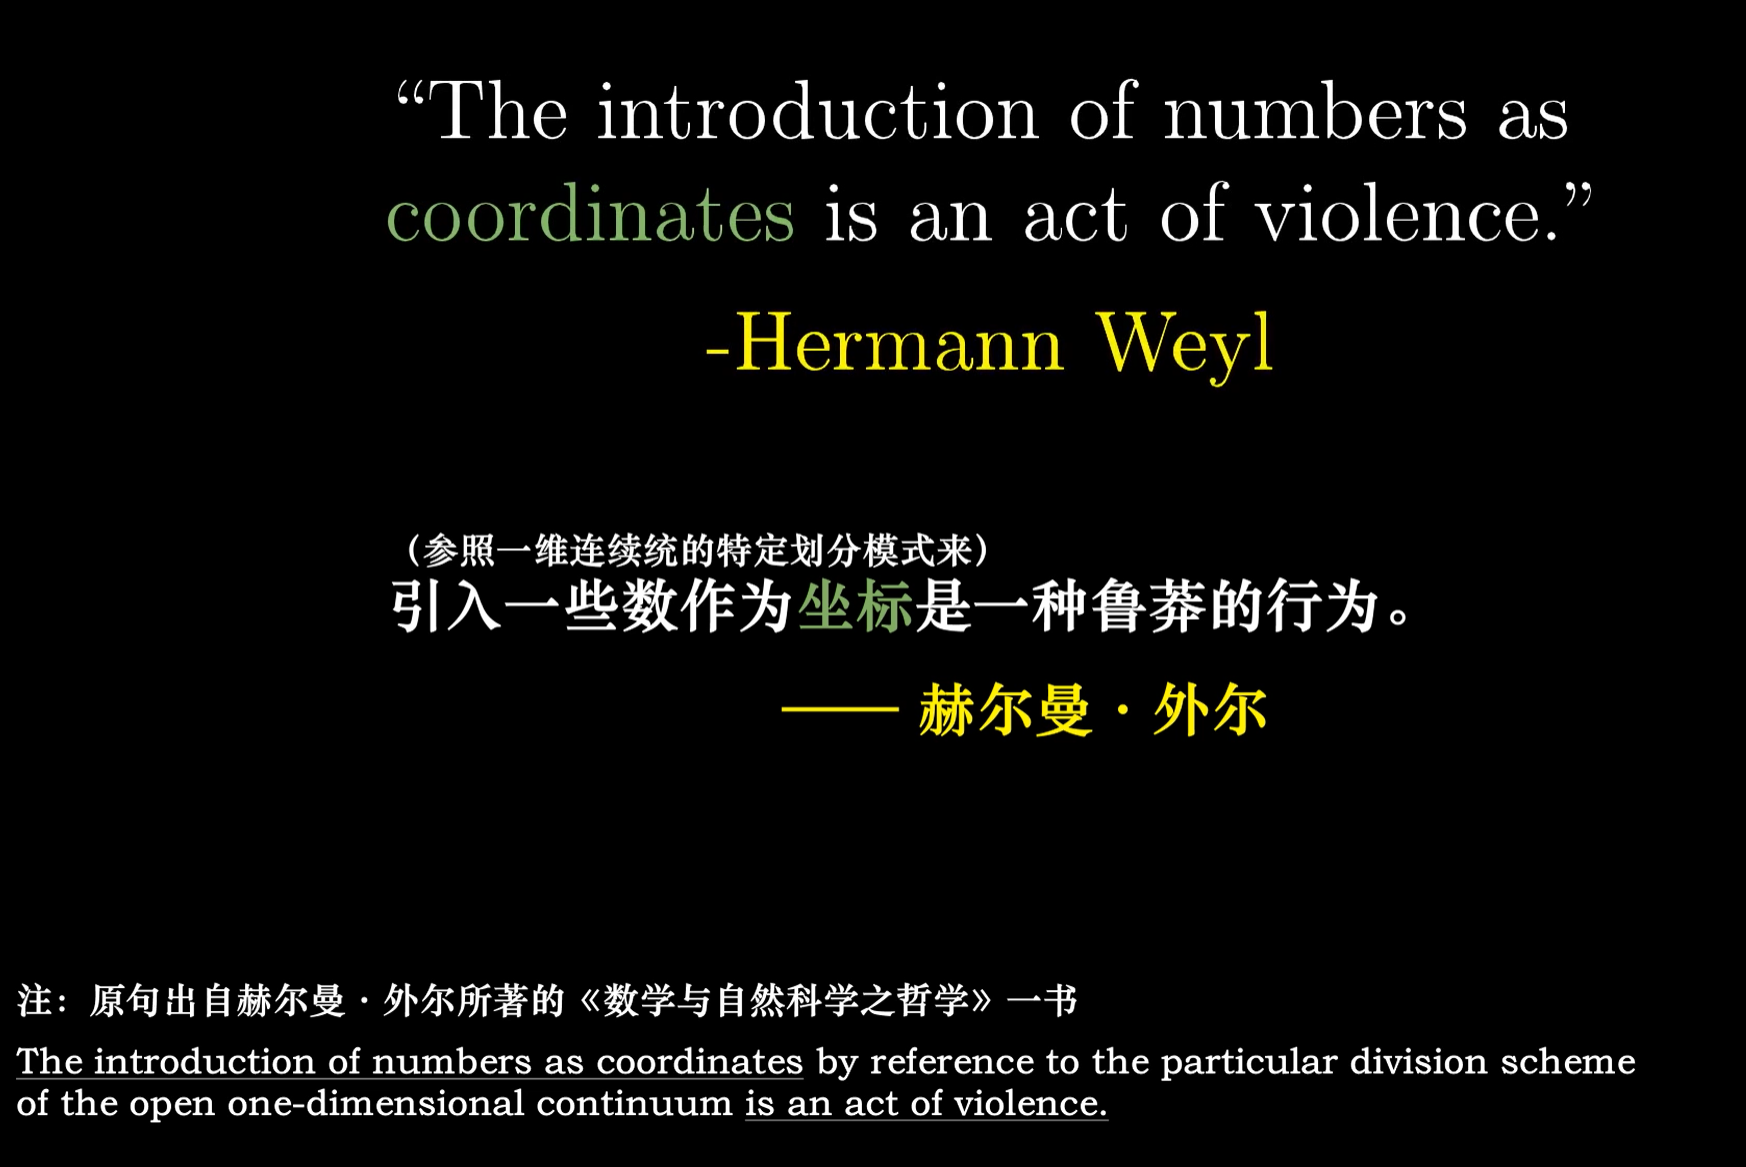 “The introduction of numbers as
coordinates is an act of violence.”
-Hermann Weyl
（参照一维连续统的特定划分模式来）
引入一些数作为坐标是一种鲁莽的行为。
—— 赫尔曼 · 外尔
注：原句出自赫尔曼 · 外尔所著的《数学与自然科学之哲学》一书
The introduction of numbers as coordinates by reference to the particular division scheme
of the open one-dimensional continuum is an act of violence.